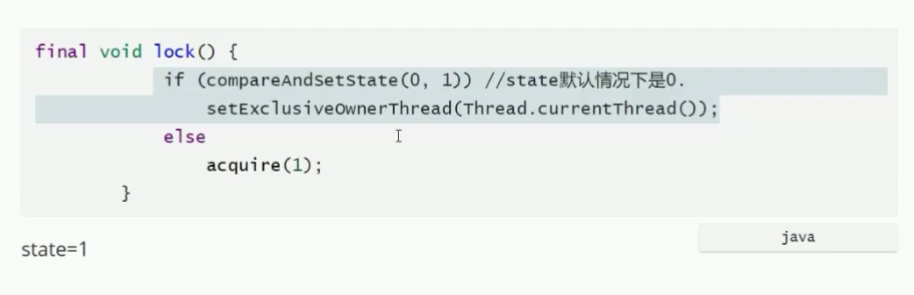 final void lock() {
if (compareAndSetState(0, 1)) //state默认情况下是0.
setExclusiveOwnerThread(Thread.currentThread());
else
acquire(1);
}
java
state=1